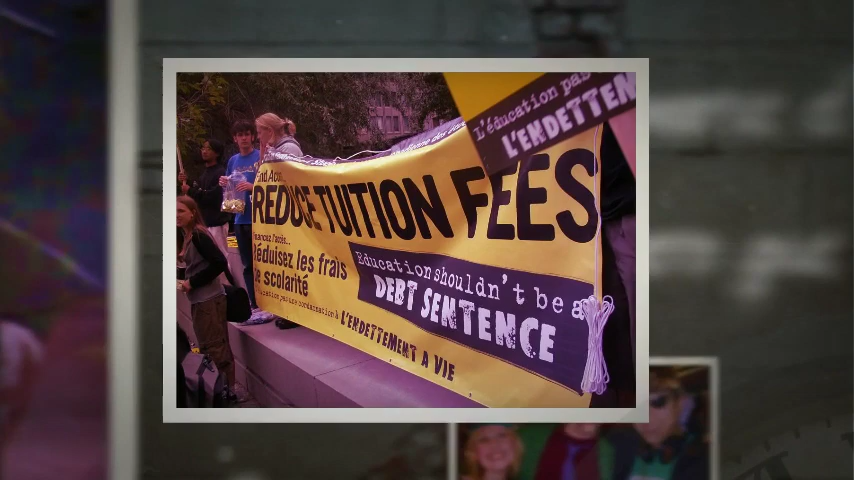 L'éducation pas
L'ENDETTEM
REDUCE TUITION FEES
Réduisez les frais
de scolarité
Education shouldn't be a
DEBT SENTENCE
L'ENDETTEMENT A VIE